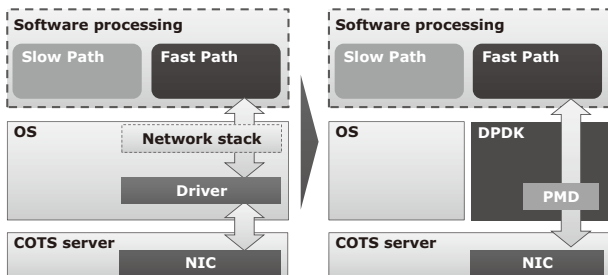 Software processing
Slow Path
Fast Path
OS
Network stack
Driver
COTS server
NIC
Software processing
Slow Path
Fast Path
OS
DPDK
PMD
COTS server
NIC